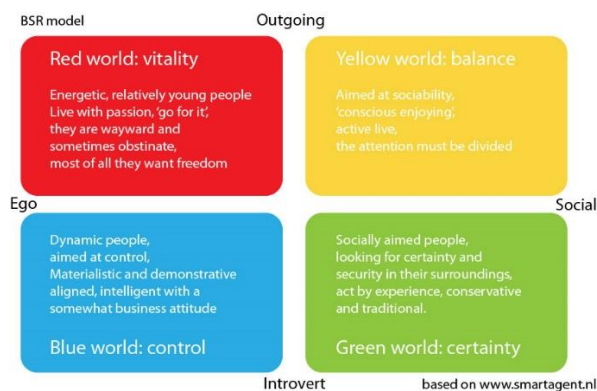 BSR model
Outgoing
Red world: vitality
Energetic, relatively young people
Live with passion, 'go for it',
they are wayward and
sometimes obstinate,
most of all they want freedom
Yellow world: balance
Aimed at sociability,
'conscious enjoying',
active live,
the attention must be divided
Ego
Social
Dynamic people,
aimed at control,
Materialistic and demonstrative
aligned, intelligent with a
somewhat business attitude
Blue world: control
Socially aimed people,
looking for certainty and
security in their surroundings,
act by experience, conservative
and traditional.
Green world: certainty
Introvert
based on www.smartagent.nl